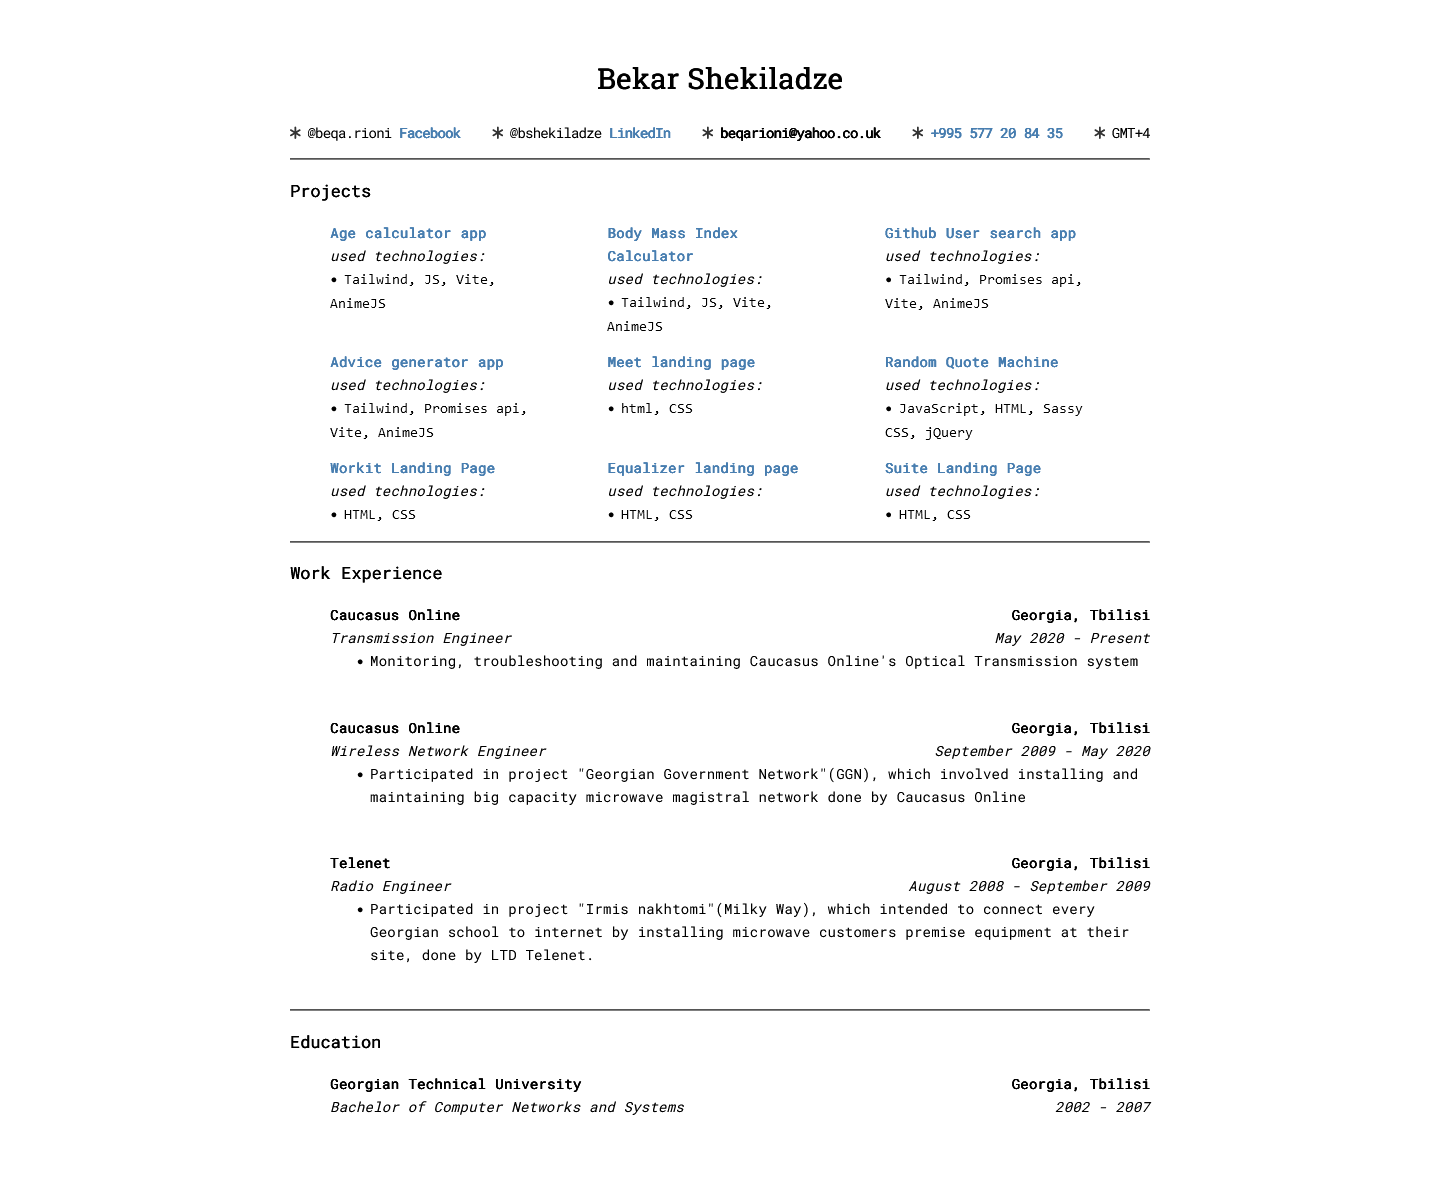 Bekar Shekiladze
@beqa.rioni Facebook @bshekiladze LinkedIn beqarioni@yahoo.co.uk +995 577 20 84 35 GMT+4
Projects
Age calculator app
used technologies:
• Tailwind, JS, Vite,
AnimeJS
Body Mass Index
Calculator
used technologies:
• Tailwind, JS, Vite,
AnimeJS
Github User search app
used technologies:
• Tailwind, Promises api,
Vite, AnimeJS
Advice generator app
used technologies:
• Tailwind, Promises api,
Vite, AnimeJS
Meet landing page
used technologies:
• html, CSS
Random Quote Machine
used technologies:
• JavaScript, HTML, Sassy
CSS, jQuery
Workit Landing Page
used technologies:
• HTML, CSS
Equalizer landing page
used technologies:
• HTML, CSS
Suite Landing Page
used technologies:
• HTML, CSS
Work Experience
Caucasus Online Georgia, Tbilisi
Transmission Engineer May 2020 - Present
• Monitoring, troubleshooting and maintaining Caucasus Online's Optical Transmission system
Caucasus Online Georgia, Tbilisi
Wireless Network Engineer September 2009 - May 2020
• Participated in project "Georgian Government Network"(GGN), which involved installing and
maintaining big capacity microwave magistral network done by Caucasus Online
Telenet Georgia, Tbilisi
Radio Engineer August 2008 - September 2009
• Participated in project "Irmis nakhtomi"(Milky Way), which intended to connect every
Georgian school to internet by installing microwave customers premise equipment at their
site, done by LTD Telenet.
Education
Georgian Technical University Georgia, Tbilisi
Bachelor of Computer Networks and Systems 2002 - 2007